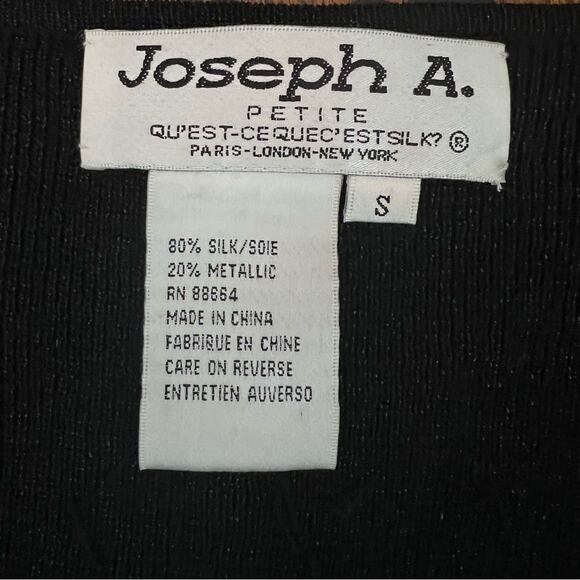 Joseph A.
PETITE
QU'EST-CEQUEC'ESTSILK? ®
PARIS-LONDON-NEW YORK
S
80% SILK/SOIE
20% METALLIC
RN 88664
MADE IN CHINA
FABRIQUE EN CHINE
CARE ON REVERSE
ENTRETIEN AUVERSO